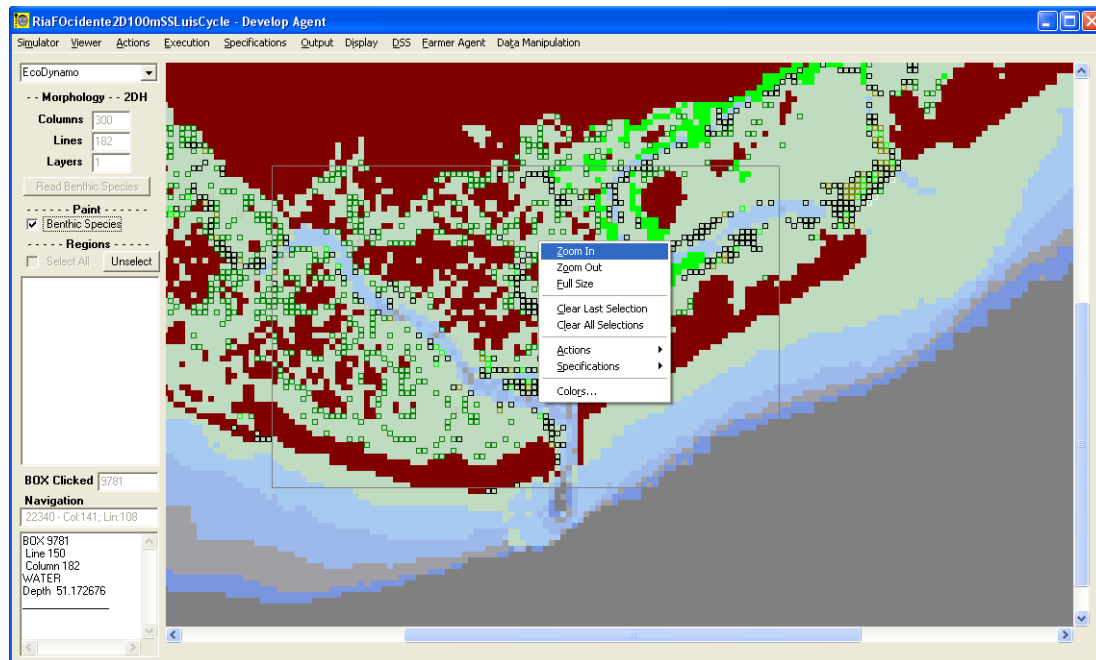 RiaFOcidente2D100mSSLuisCycle - Develop Agent
Simulator Viewer Actions Execution Specifications Output Display DSS Farmer Agent Data Manipulation
EcoDynamo
- - Morphology - - 2DH
Columns 300
Lines 182
Layers 1
Read Benthic Species
- - - - - - Paint - - - - - -
Benthic Species
- - - - - Regions - - - - -
Select All Unselect
BOX Clicked 9781
Navigation
22340 - Col:141; Lin:108
BOX 9781
Line 150
Column 182
WATER
Depth 51.172676
Zoom In
Zoom Out
Full Size
Clear Last Selection
Clear All Selections
Actions
Specifications
Colors...